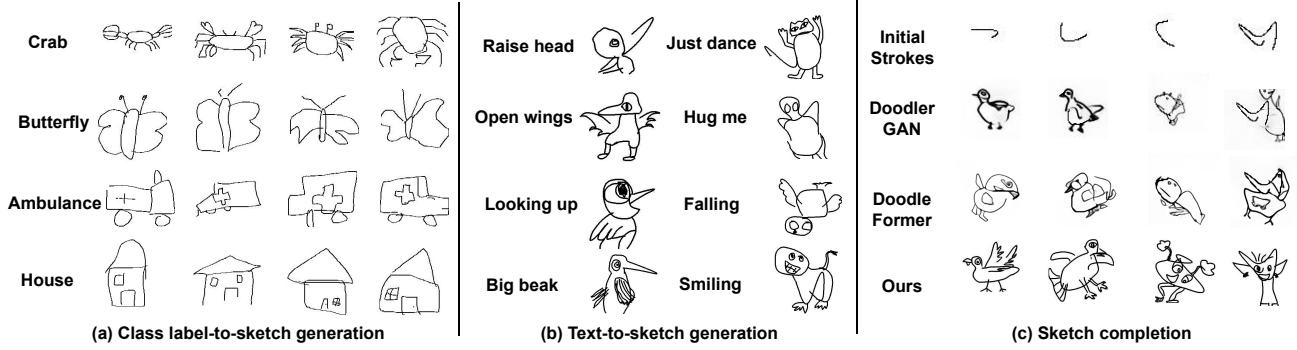 Crab
Butterfly
Ambulance
House
(a) Class label-to-sketch generation
Raise head
Just dance
Open wings
Hug me
Looking up
Falling
Big beak
Smiling
(b) Text-to-sketch generation
Initial
Strokes
Doodler
GAN
Doodle
Former
Ours
(c) Sketch completion